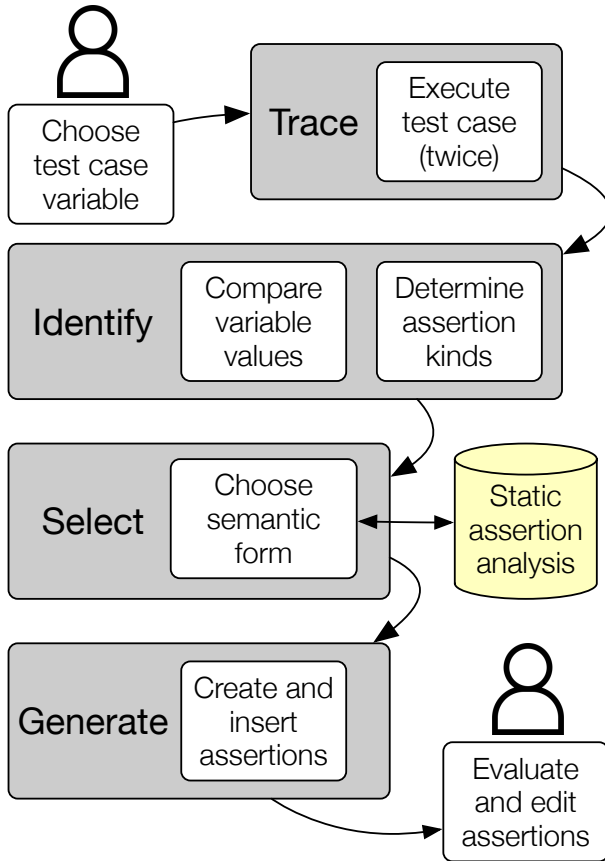 Choose
test case
variable
Trace
Execute
test case
(twice)
Identify
Compare
variable
values
Determine
assertion
kinds
Select
Choose
semantic
form
Static
assertion
analysis
Generate
Create and
insert
assertions
Evaluate
and edit
assertions